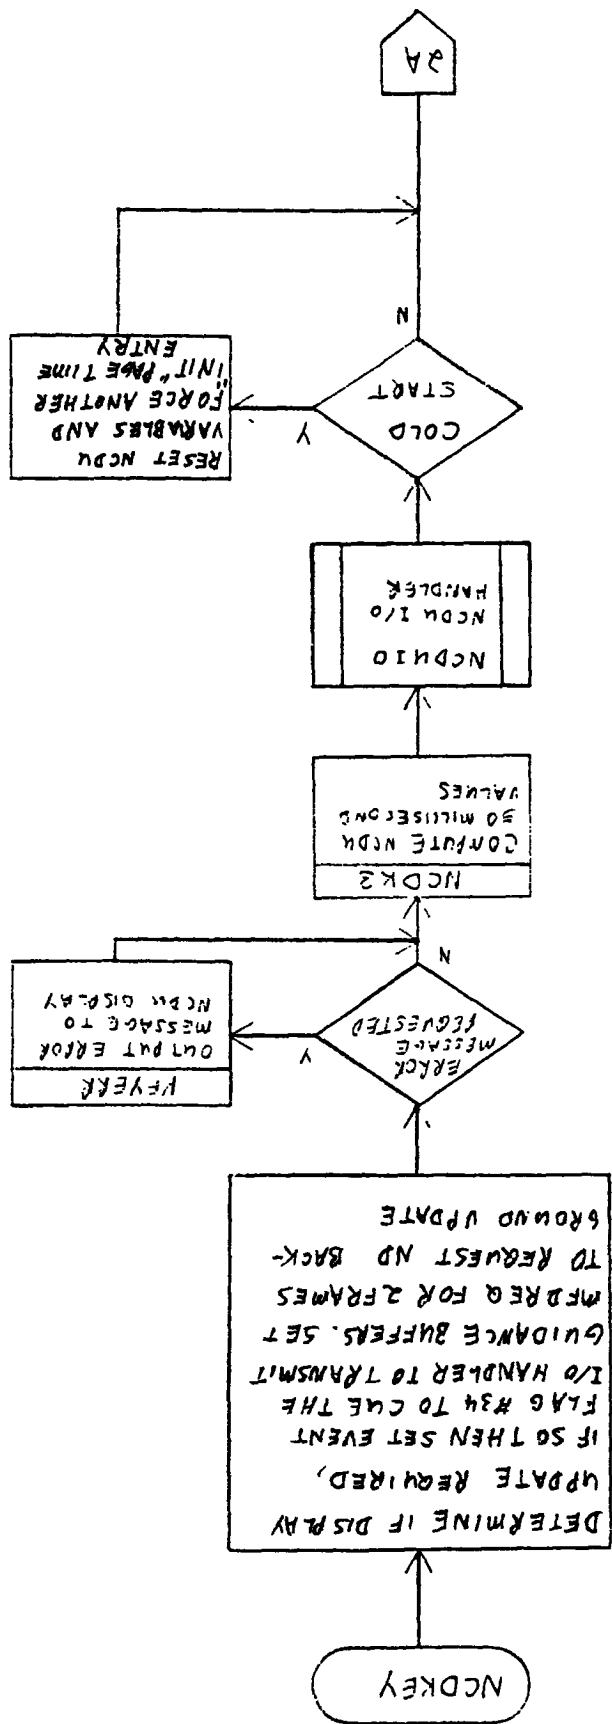 NCDKEY
DETERMINE IF DISPLAY
UPDATE REQUIRED,
IF SO THEN SET EVENT
FLAG #34 TO CUE THE
I/O HANDLER TO TRANSMIT
GUIDANCE BUFFERS. SET
MFDREQ FOR 2 FRAMES
TO REQUEST ND BACK-
GROUND UPDATE
ERROR
MESSAGE
REQUESTED
Y
N
VFYERR
OUTPUT ERROR
MESSAGE TO
NCDU DISPLAY
NCDK3
COMPUTE NCDU
50 MILLISECOND
VALUES
NCDUIO
NCDU I/O
HANDLER
COLD
START
Y
N
RESET NCDU
VARIABLES AND
FORCE ANOTHER
"INIT" PAGE TIME
ENTRY
2A